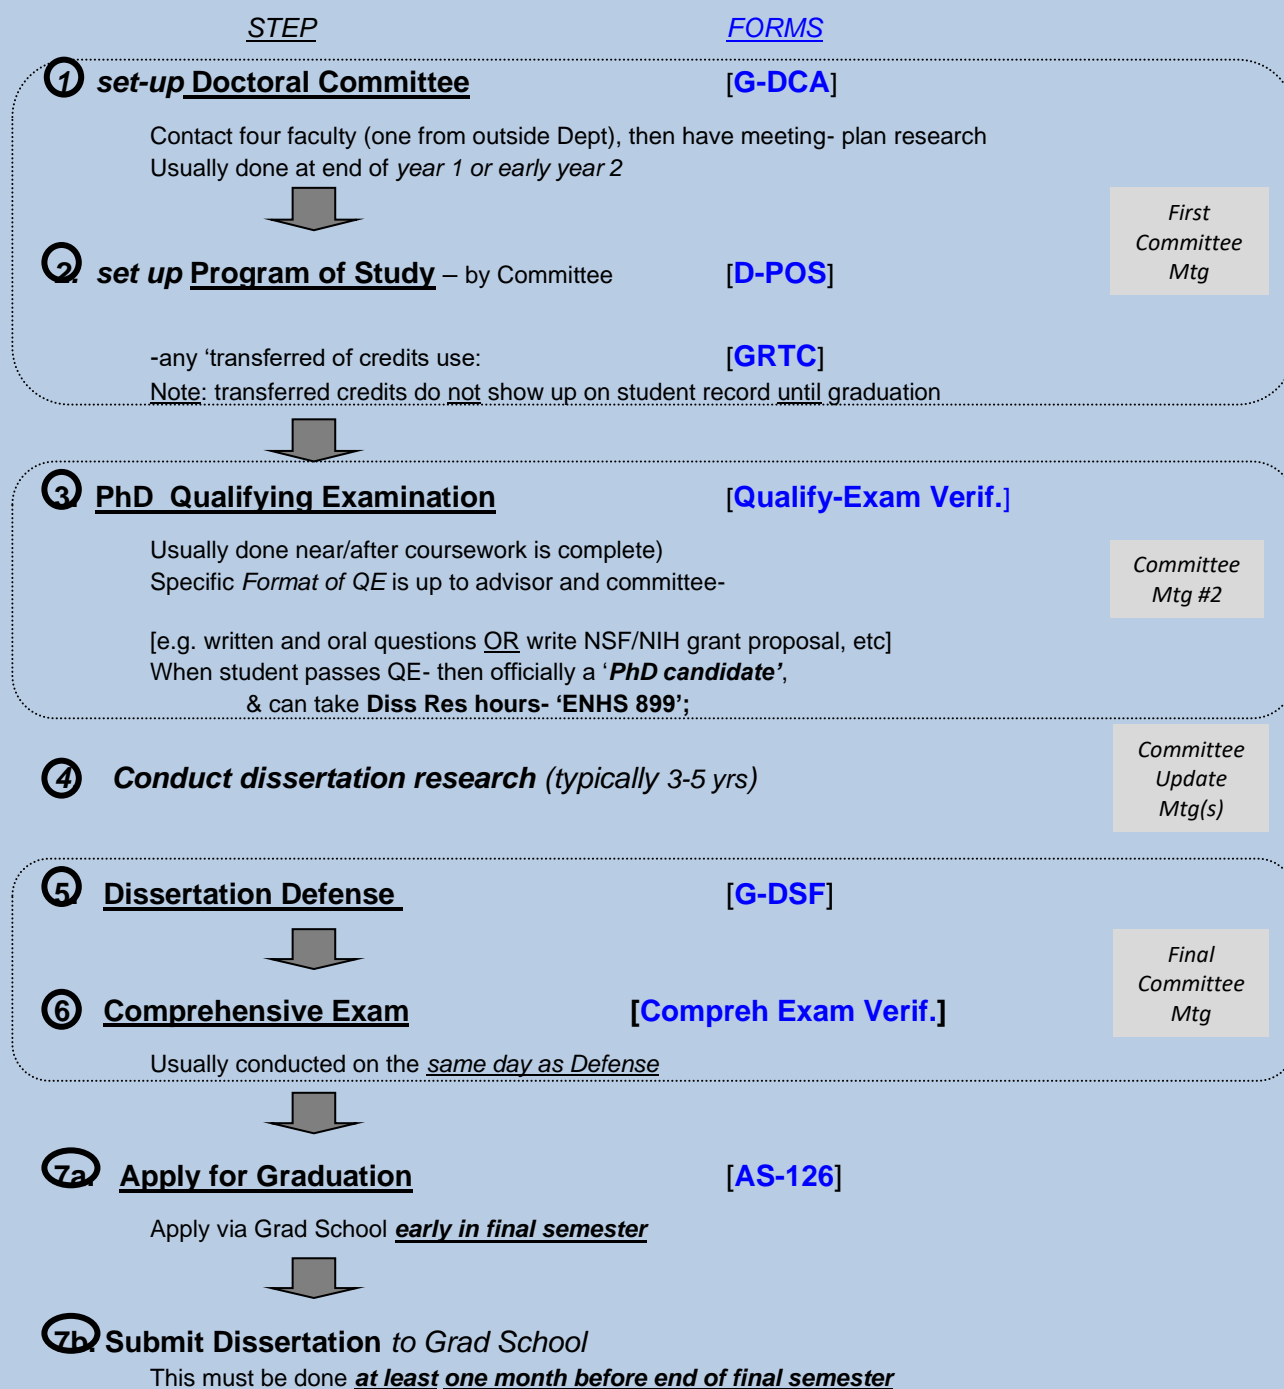 STEP FORMS
1 set-up Doctoral Committee [G-DCA]
Contact four faculty (one from outside Dept), then have meeting- plan research
Usually done at end of year 1 or early year 2
First
Committee
Mtg
2. set up Program of Study – by Committee [D-POS]
-any ‘transferred of credits use: [GRTC]
Note: transferred credits do not show up on student record until graduation
3. PhD Qualifying Examination [Qualify-Exam Verif.]
Usually done near/after coursework is complete)
Specific Format of QE is up to advisor and committee-
Committee
Mtg #2
[e.g. written and oral questions OR write NSF/NIH grant proposal, etc]
When student passes QE- then officially a ‘PhD candidate’,
& can take Diss Res hours- ‘ENHS 899’;
4 Conduct dissertation research (typically 3-5 yrs)
Committee
Update
Mtg(s)
5. Dissertation Defense [G-DSF]
Final
Committee
Mtg
6 Comprehensive Exam [Compreh Exam Verif.]
Usually conducted on the same day as Defense
7a. Apply for Graduation [AS-126]
Apply via Grad School early in final semester
7b. Submit Dissertation to Grad School
This must be done at least one month before end of final semester